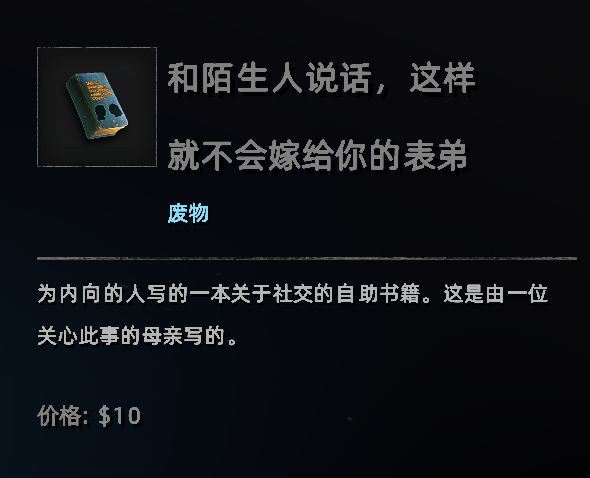 和陌生人说话，这样
就不会嫁给你的表弟
废物
为内向的人写的一本关于社交的自助书籍。这是由一位
关心此事的母亲写的。
价格: $10